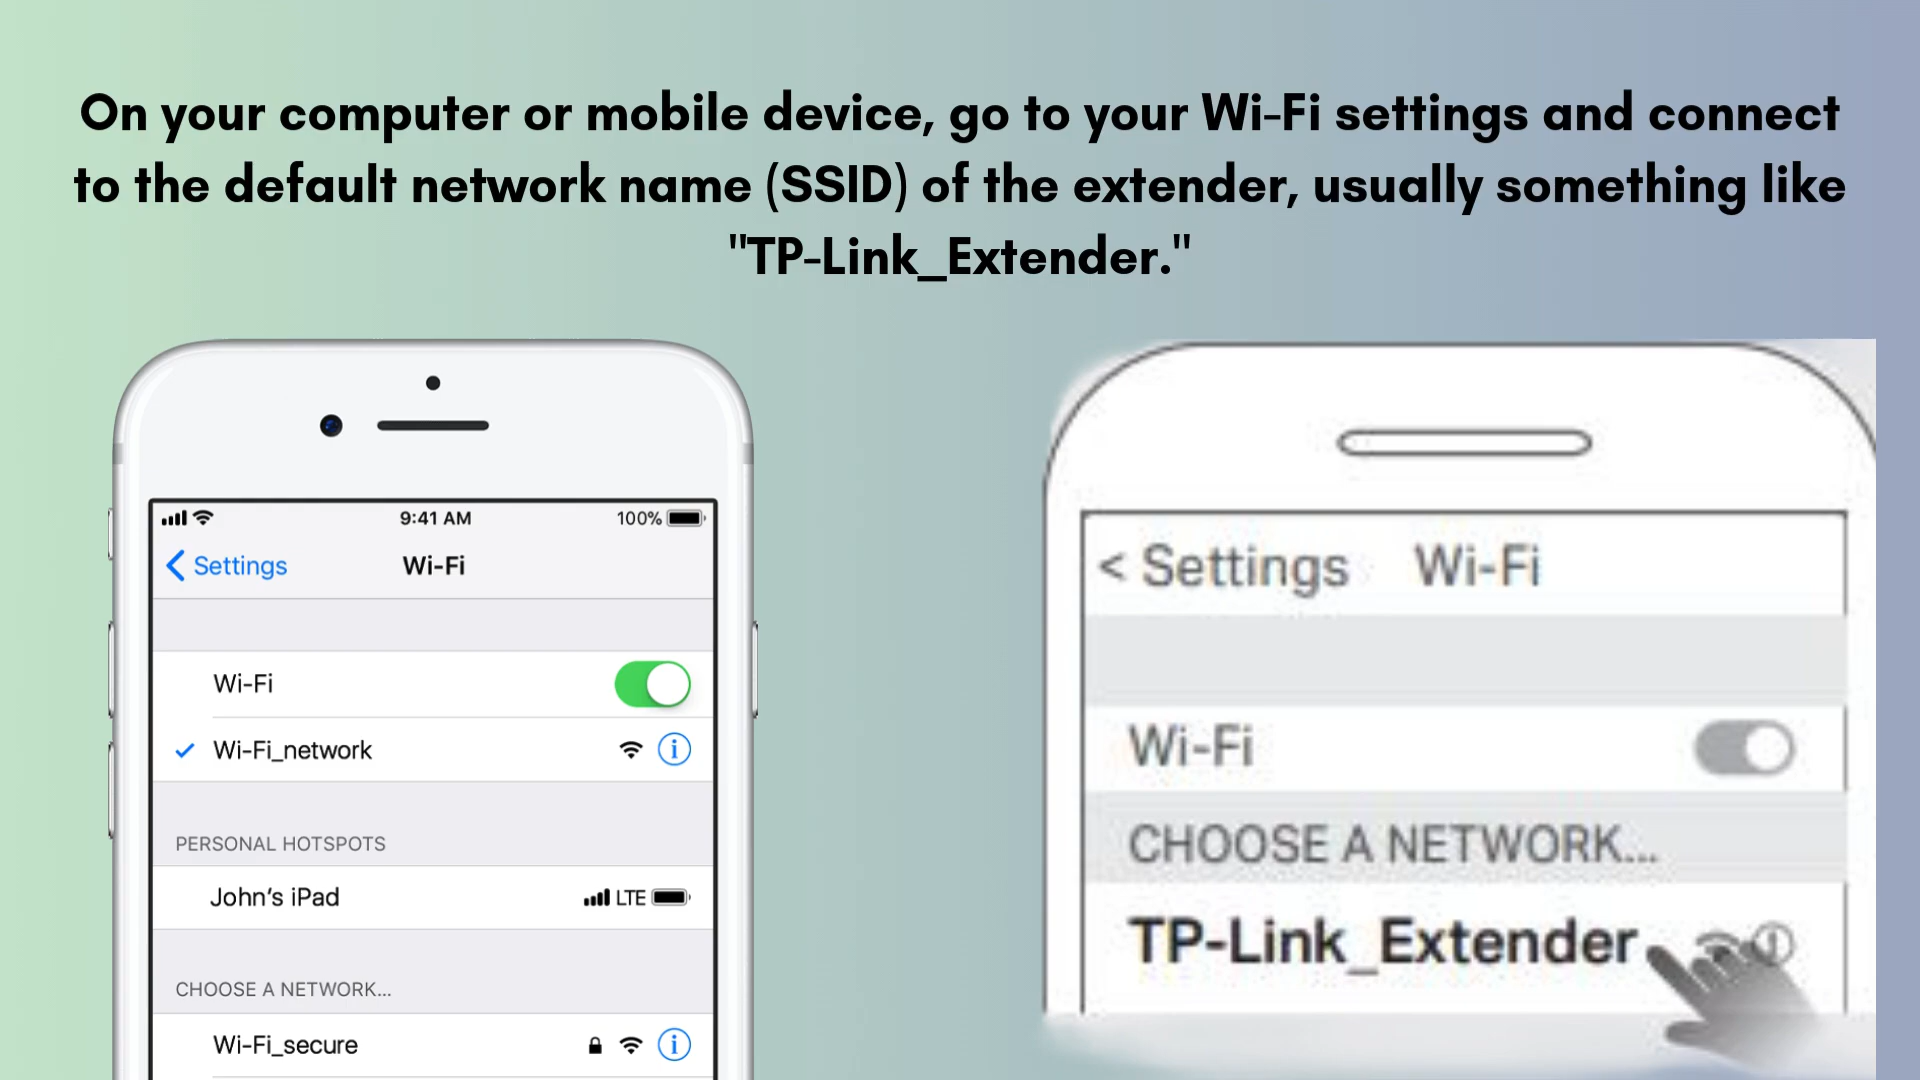 On your computer or mobile device, go to your Wi-Fi settings and connect
to the default network name (SSID) of the extender, usually something like
"TP-Link_Extender."
9:41 AM 100%
Settings Wi-Fi
Wi-Fi
Wi-Fi_network
PERSONAL HOTSPOTS
John’s iPad LTE
CHOOSE A NETWORK...
Wi-Fi_secure
< Settings Wi-Fi
Wi-Fi
CHOOSE A NETWORK...
TP-Link_Extender